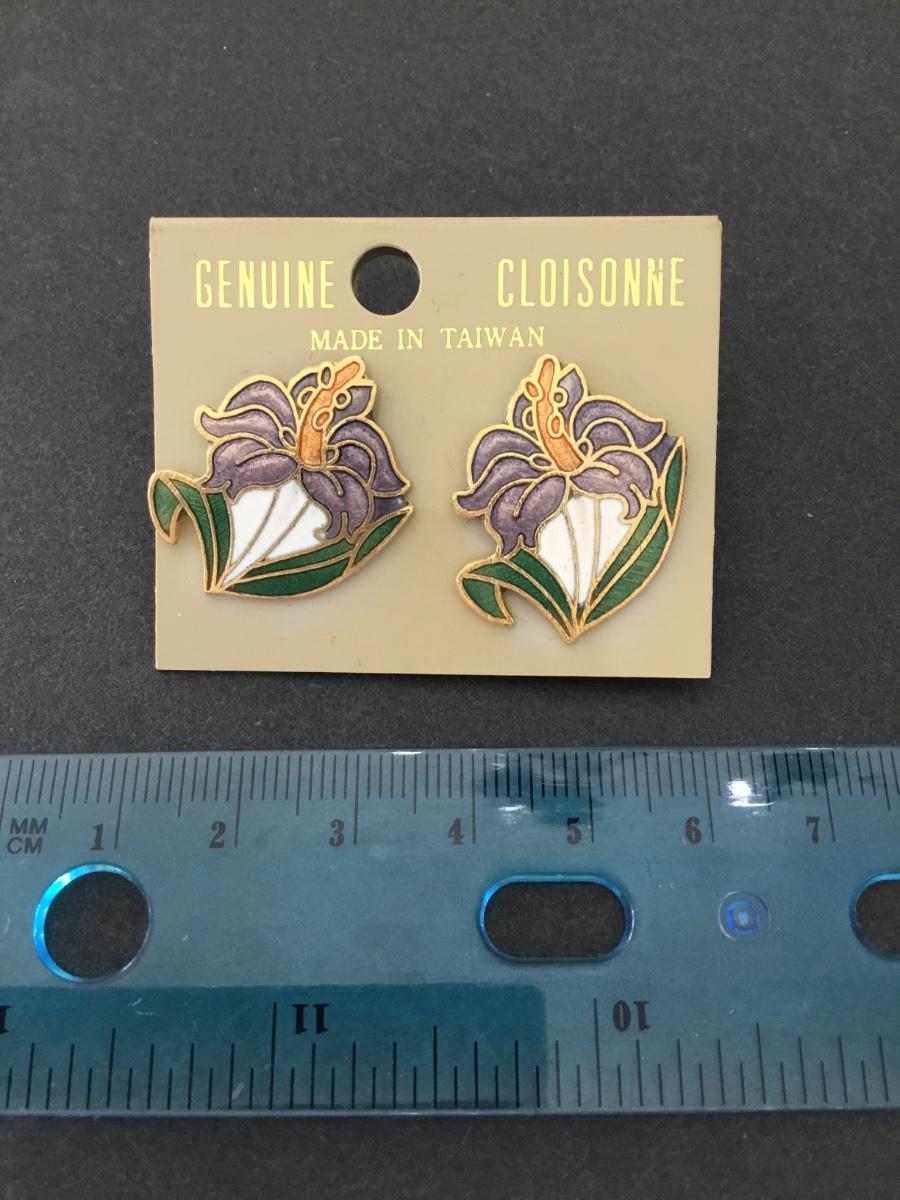 GENUINE CLOISONNE
MADE IN TAIWAN
MM
CM
1 2 3 4 5 6 7
11 10